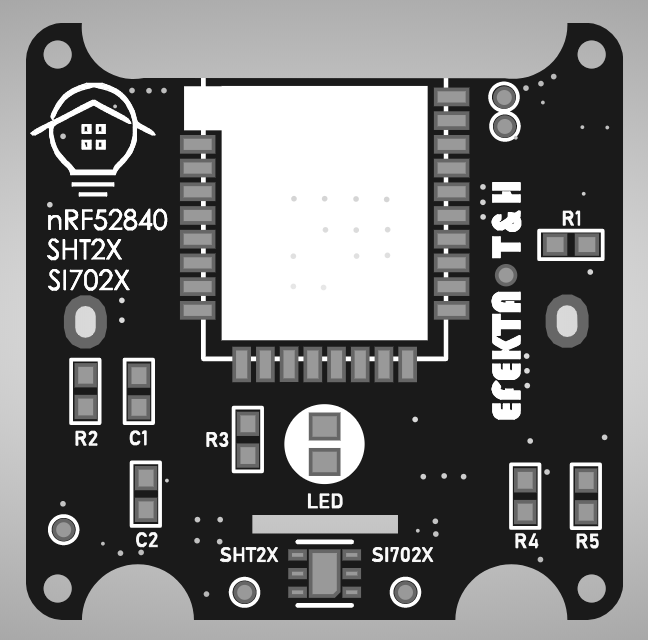 nRF52840
SHT2X
SI702X
EFEKTA T&H
R1
R2
C1
R3
LED
C2
R4
R5
SHT2X
SI702X